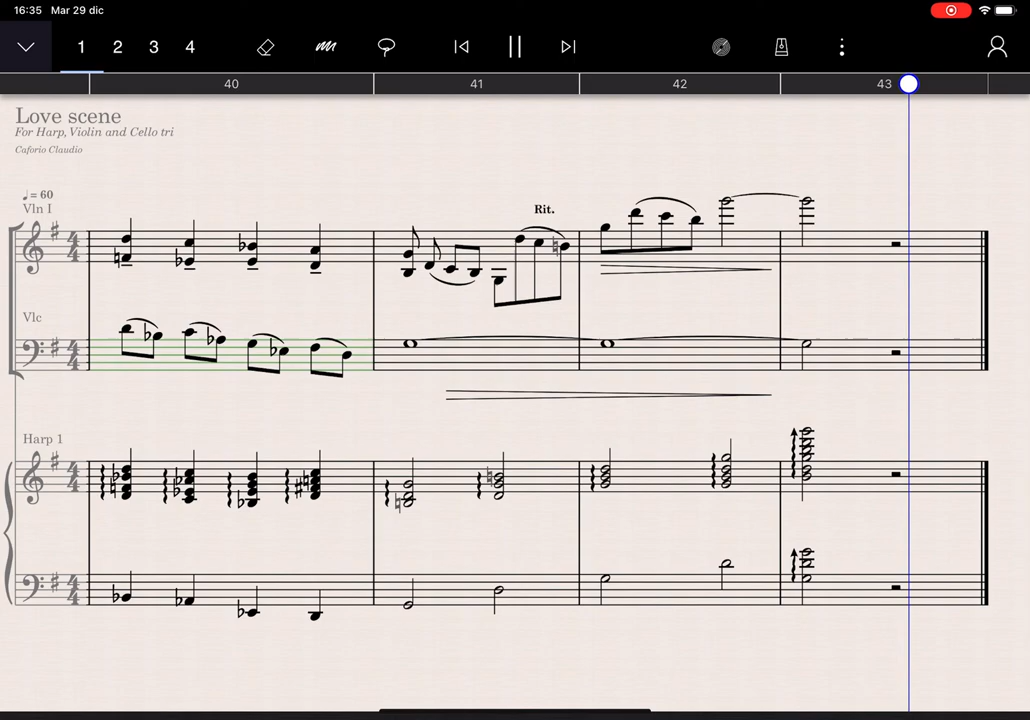 16:35 Mar 29 dic
1 2 3 4
40 41 42 43
Love scene
For Harp, Violin and Cello tri
Caforio Claudio
♩ = 60
Vln I
Rit.
Vlc
Harp 1